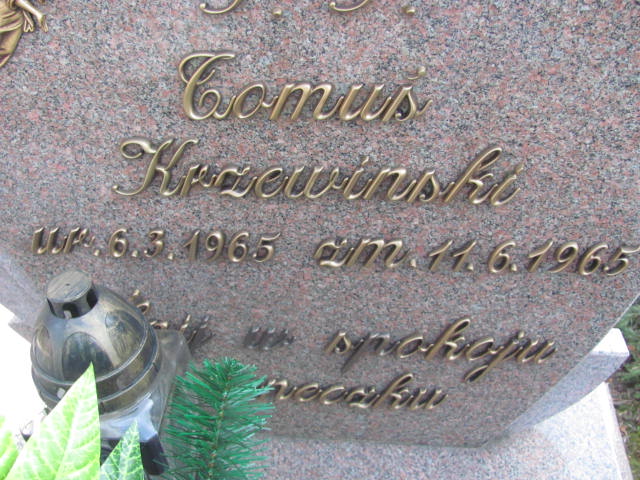 Ś. P.
Tomuś
Krzewinski
ur. 6.3.1965 zm. 11.6.1965
w spokoju